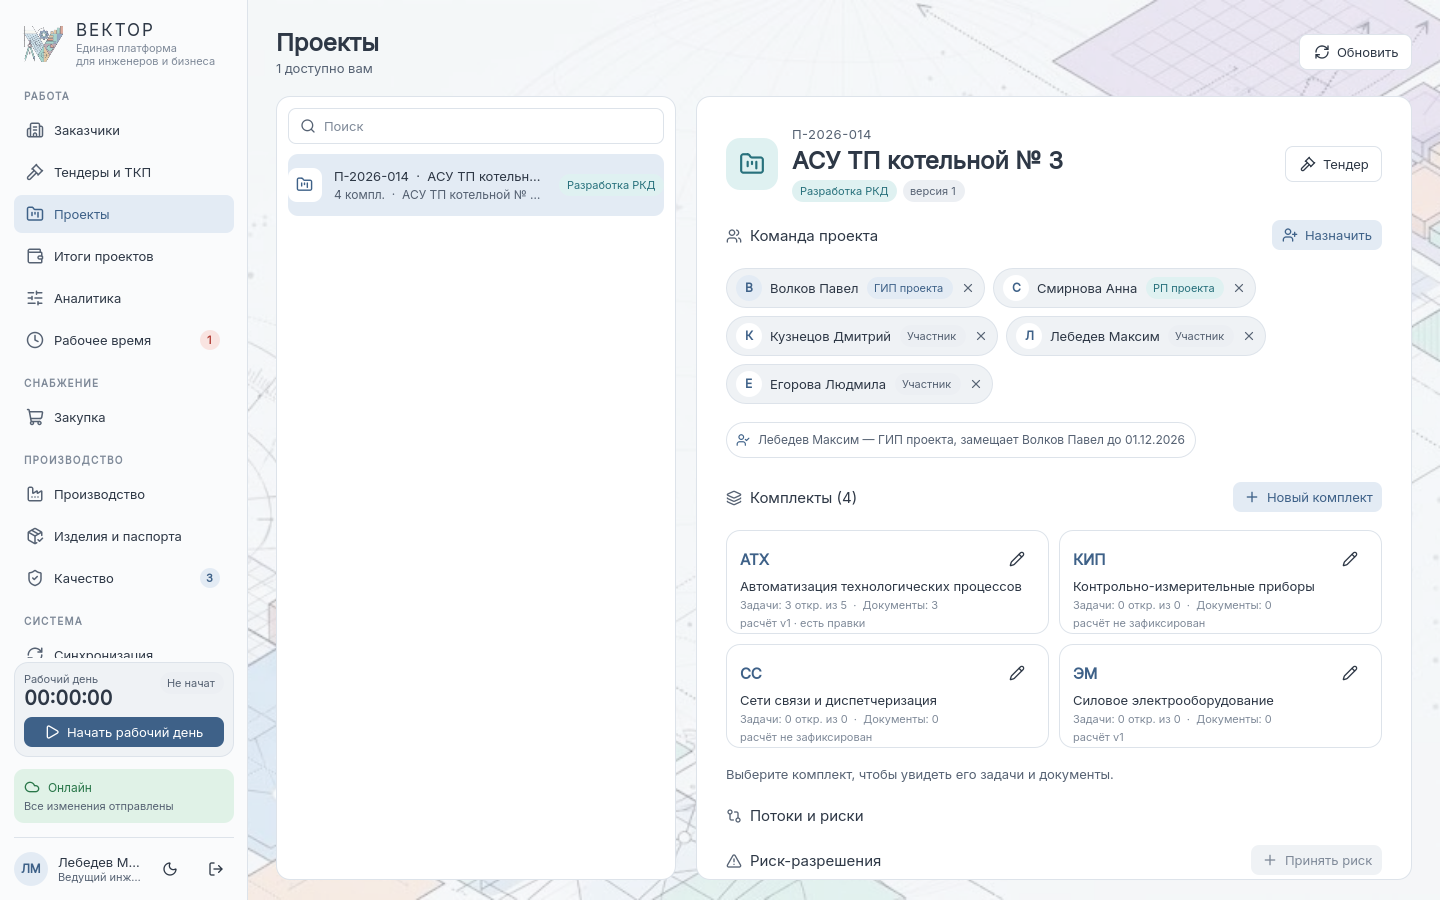 ВЕКТОР
Единая платформа
для инженеров и бизнеса
РАБОТА
Заказчики
Тендеры и ТКП
Проекты
Итоги проектов
Аналитика
Рабочее время 1
СНАБЖЕНИЕ
Закупка
ПРОИЗВОДСТВО
Производство
Изделия и паспорта
Качество 3
СИСТЕМА
Синхронизация
Рабочий день
Не начат
00:00:00
Начать рабочий день
Онлайн
Все изменения отправлены
ЛМ
Лебедев М...
Ведущий инж...
Проекты
1 доступно вам
Обновить
Поиск
П-2026-014 · АСУ ТП котельн...
4 компл. · АСУ ТП котельной № ...
Разработка РКД
П-2026-014
АСУ ТП котельной № 3
Разработка РКД версия 1
Тендер
Команда проекта
Назначить
В Волков Павел ГИП проекта
С Смирнова Анна РП проекта
К Кузнецов Дмитрий Участник
Л Лебедев Максим Участник
Е Егорова Людмила Участник
Лебедев Максим — ГИП проекта, замещает Волков Павел до 01.12.2026
Комплекты (4)
Новый комплект
АТХ
Автоматизация технологических процессов
Задачи: 3 откр. из 5 · Документы: 3
расчёт v1 · есть правки
КИП
Контрольно-измерительные приборы
Задачи: 0 откр. из 0 · Документы: 0
расчёт не зафиксирован
СС
Сети связи и диспетчеризация
Задачи: 0 откр. из 0 · Документы: 0
расчёт не зафиксирован
ЭМ
Силовое электрооборудование
Задачи: 0 откр. из 0 · Документы: 0
расчёт v1
Выберите комплект, чтобы увидеть его задачи и документы.
Потоки и риски
Риск-разрешения
Принять риск